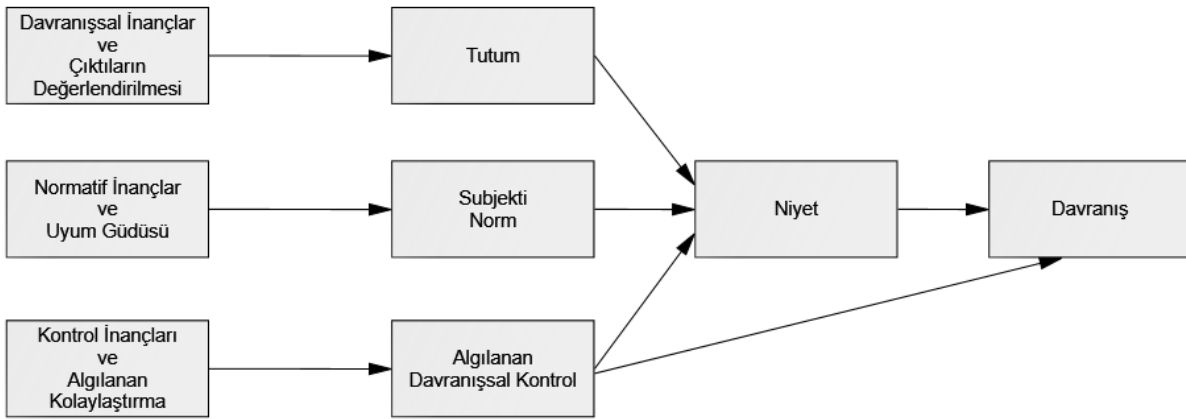 Davranışsal İnançlar
ve
Çıktıların
Değerlendirilmesi
Tutum
Normatif İnançlar
ve
Uyum Güdüsü
Subjekti
Norm
Niyet
Davranış
Kontrol İnançları
ve
Algılanan
Kolaylaştırma
Algılanan
Davranışsal Kontrol